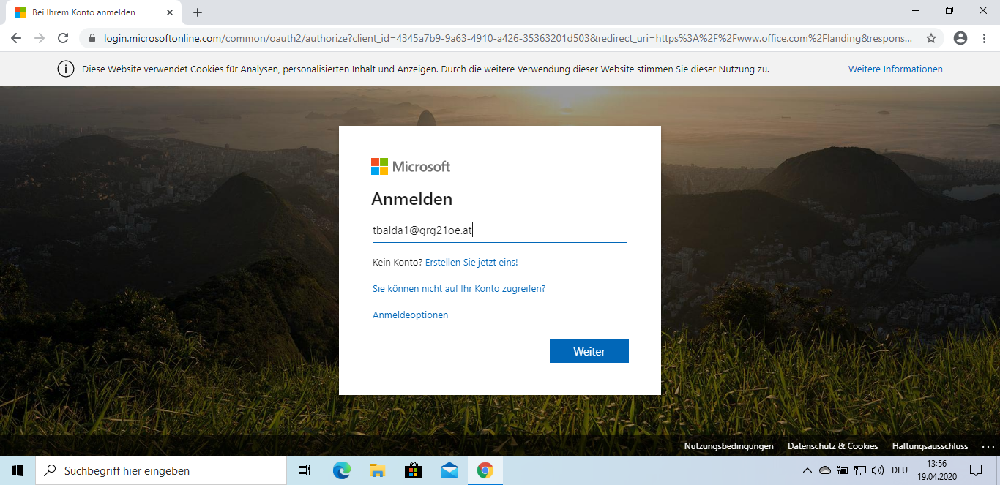 Bei Ihrem Konto anmelden
login.microsoftonline.com/common/oauth2/authorize?client_id=4345a7b9-9a63-4910-a426-35363201d503&redirect_uri=https%3A%2F%2Fwww.office.com%2Flanding&respons...
Diese Website verwendet Cookies für Analysen, personalisierten Inhalt und Anzeigen. Durch die weitere Verwendung dieser Website stimmen Sie dieser Nutzung zu. Weitere Informationen
Microsoft
Anmelden
tbalda1@grg21oe.at
Kein Konto? Erstellen Sie jetzt eins!
Sie können nicht auf Ihr Konto zugreifen?
Anmeldeoptionen
Weiter
Nutzungsbedingungen Datenschutz & Cookies Haftungsausschluss ...
Suchbegriff hier eingeben
DEU
13:56
19.04.2020